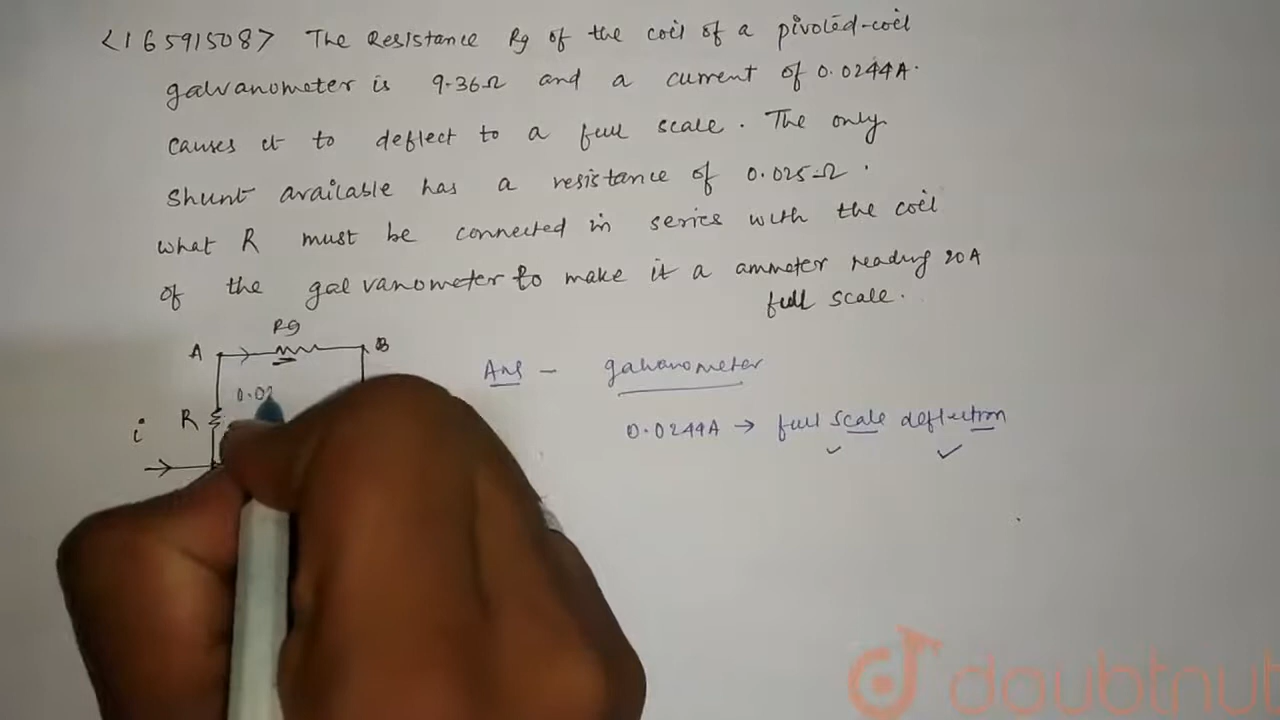 <16591508> The Resistance Rg of the coil of a pivoted-coil
galvanometer is 9.36Ω and a current of 0.0244A.
causes it to deflect to a full scale. The only
shunt available has a resistance of 0.025Ω.
what R must be connected in series with the coil
of the galvanometer to make it a ammeter reading 20A
full scale.
Rg
A
B
Ans - galvanometer
0.02
R
0.0244A → full scale deflection
i
doubtnut